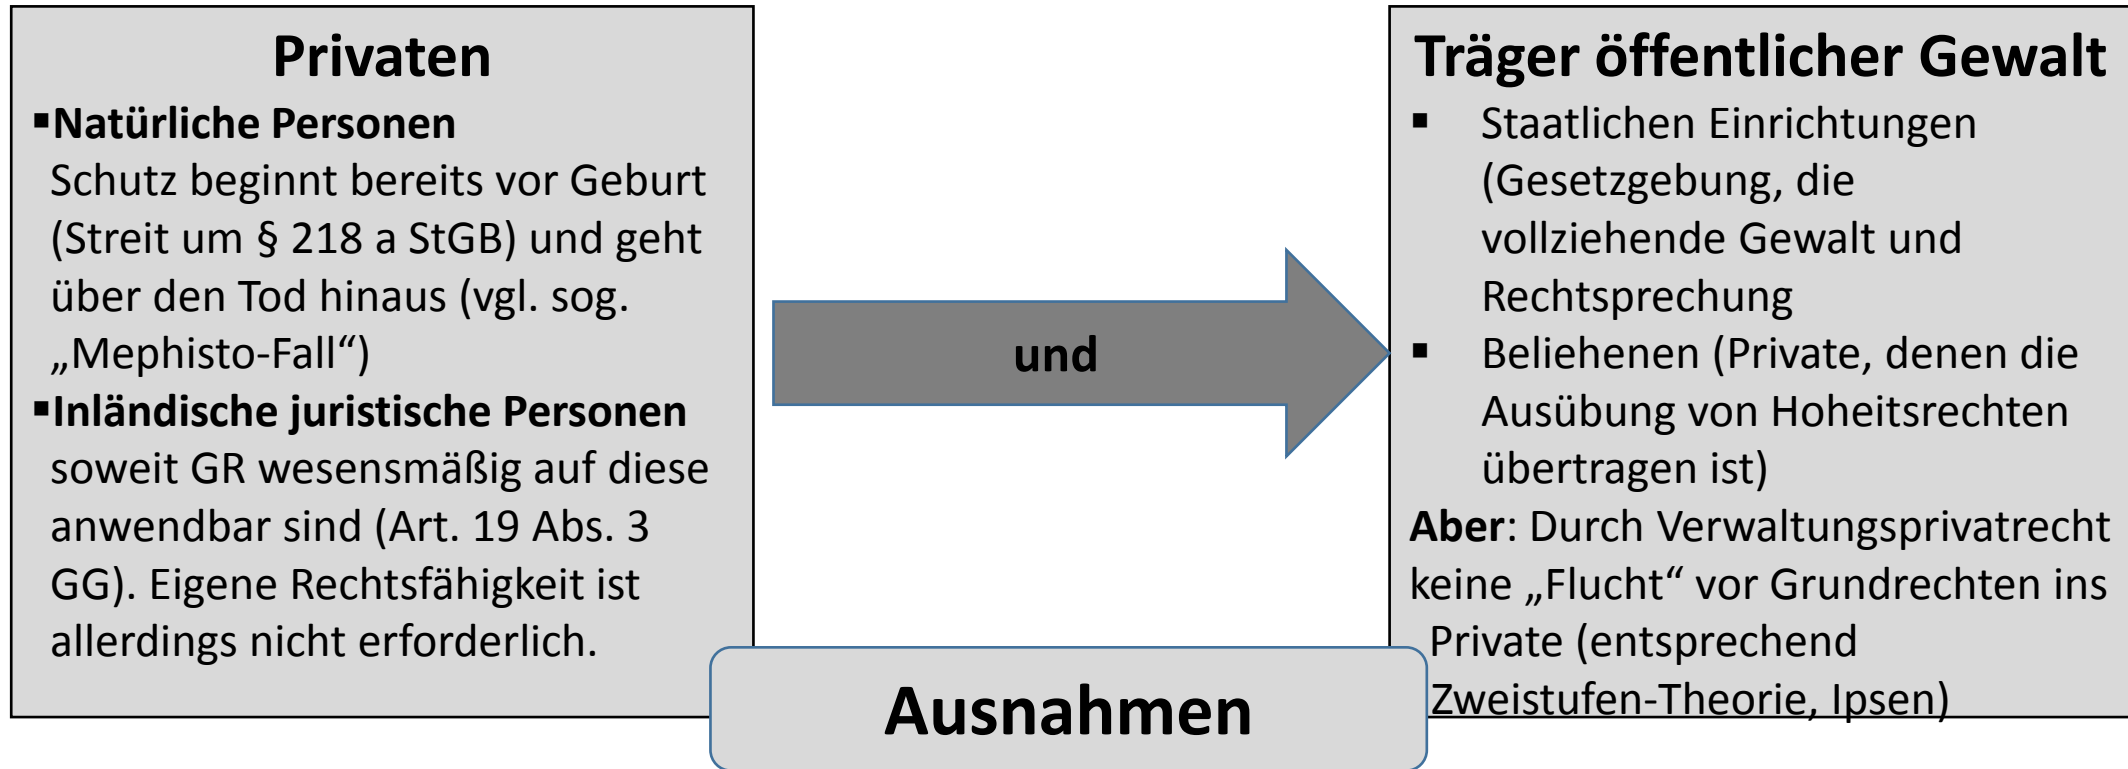 Privaten
▪Natürliche Personen
Schutz beginnt bereits vor Geburt
(Streit um § 218 a StGB) und geht
über den Tod hinaus (vgl. sog.
„Mephisto-Fall“)
▪Inländische juristische Personen
soweit GR wesensmäßig auf diese
anwendbar sind (Art. 19 Abs. 3
GG). Eigene Rechtsfähigkeit ist
allerdings nicht erforderlich.
und
Träger öffentlicher Gewalt
▪ Staatlichen Einrichtungen
(Gesetzgebung, die
vollziehende Gewalt und
Rechtsprechung
▪ Beliehenen (Private, denen die
Ausübung von Hoheitsrechten
übertragen ist)
Aber: Durch Verwaltungsprivatrecht
keine „Flucht“ vor Grundrechten ins
Private (entsprechend
Zweistufen-Theorie, Ipsen)
Ausnahmen